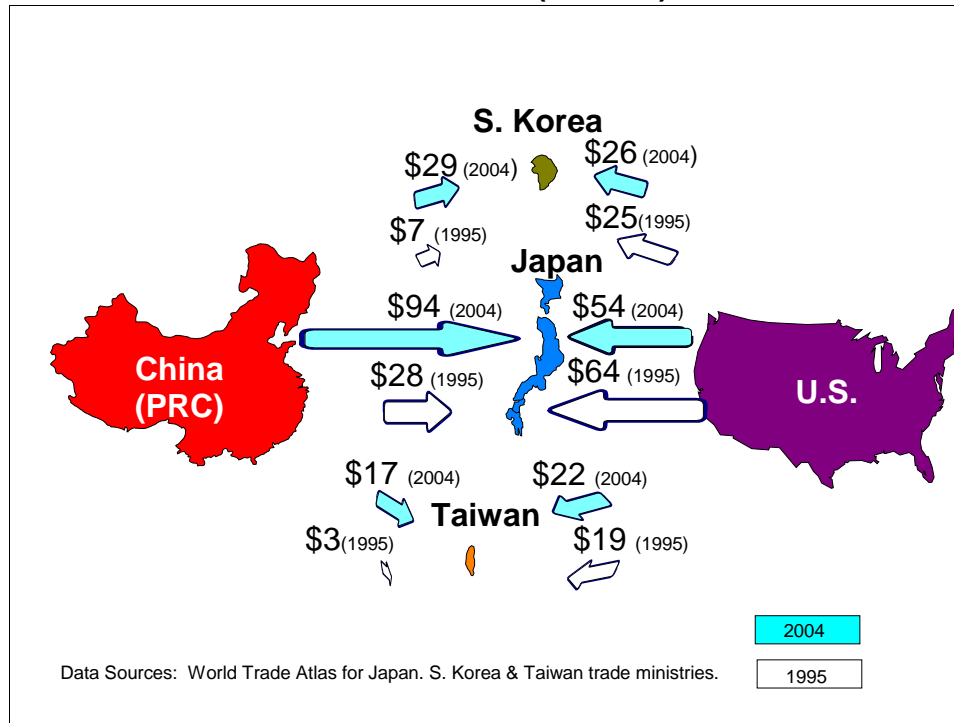 S. Korea
$29 (2004)
$26 (2004)
$7 (1995)
$25(1995)
Japan
$94 (2004)
$54 (2004)
China
(PRC)
$28 (1995)
$64 (1995)
U.S.
$17 (2004)
$22 (2004)
Taiwan
$3(1995)
$19 (1995)
2004
Data Sources: World Trade Atlas for Japan. S. Korea & Taiwan trade ministries.
1995